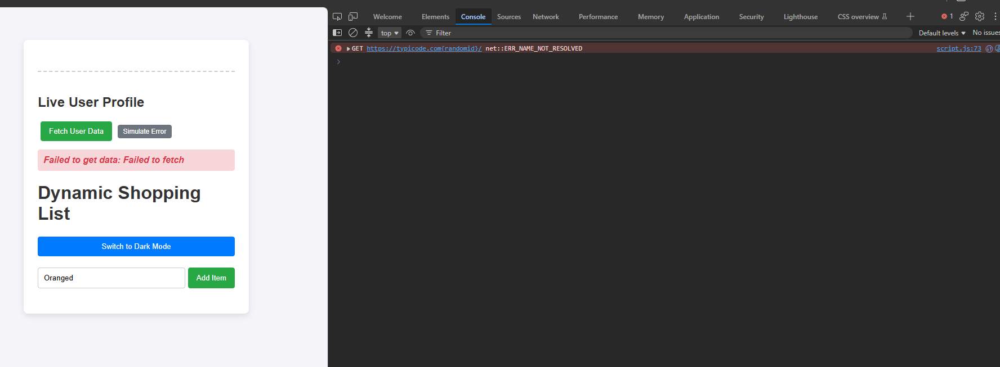 Live User Profile
Fetch User Data
Simulate Error
Failed to get data: Failed to fetch
Dynamic Shopping
List
Switch to Dark Mode
Oranged
Add Item
Welcome Elements Console Sources Network Performance Memory Application Security Lighthouse CSS overview 1
top Filter Default levels No issues
GET https://typicode.com{randomid}/ net::ERR_NAME_NOT_RESOLVED script.js:73